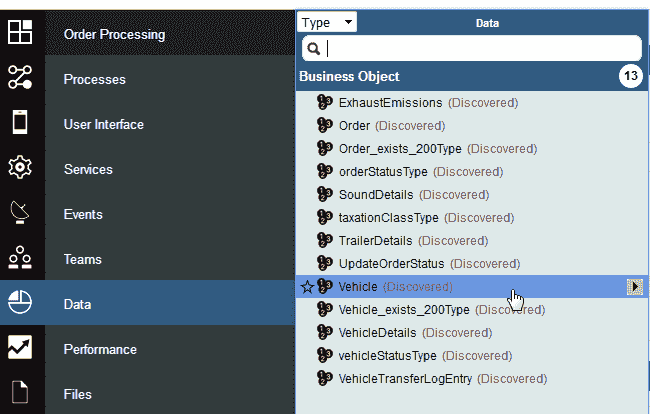 Order Processing
Processes
User Interface
Services
Events
Teams
Data
Performance
Files
Type
Data
Business Object 13
ExhaustEmissions (Discovered)
Order (Discovered)
Order_exists_200Type (Discovered)
orderStatusType (Discovered)
SoundDetails (Discovered)
taxationClassType (Discovered)
TrailerDetails (Discovered)
UpdateOrderStatus (Discovered)
Vehicle (Discovered)
Vehicle_exists_200Type (Discovered)
VehicleDetails (Discovered)
vehicleStatusType (Discovered)
VehicleTransferLogEntry (Discovered)